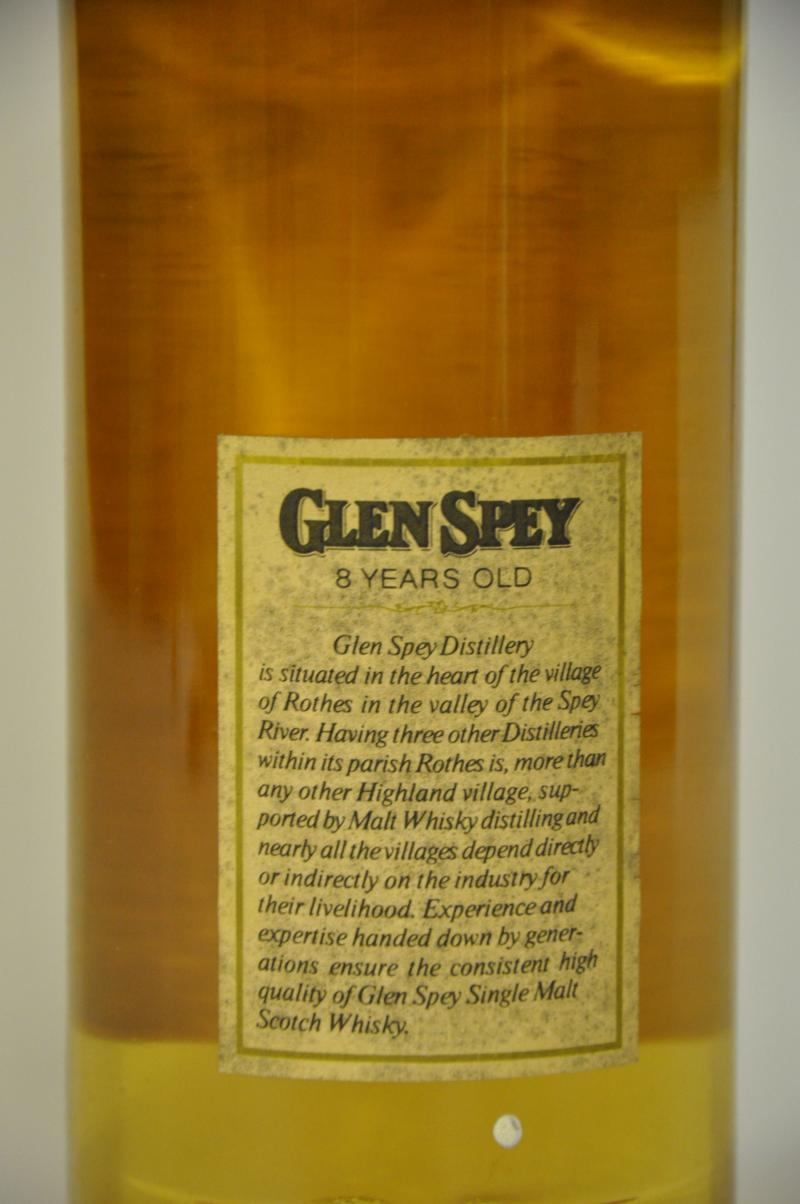 GLEN SPEY
8 YEARS OLD
Glen Spey Distillery
is situated in the heart of the village
of Rothes in the valley of the Spey
River. Having three other Distilleries
within its parish Rothes is, more than
any other Highland village, sup-
ported by Malt Whisky distilling and
nearly all the villages depend directly
or indirectly on the industry for
their livelihood. Experience and
expertise handed down by gener-
ations ensure the consistent high
quality of Glen Spey Single Malt
Scotch Whisky.